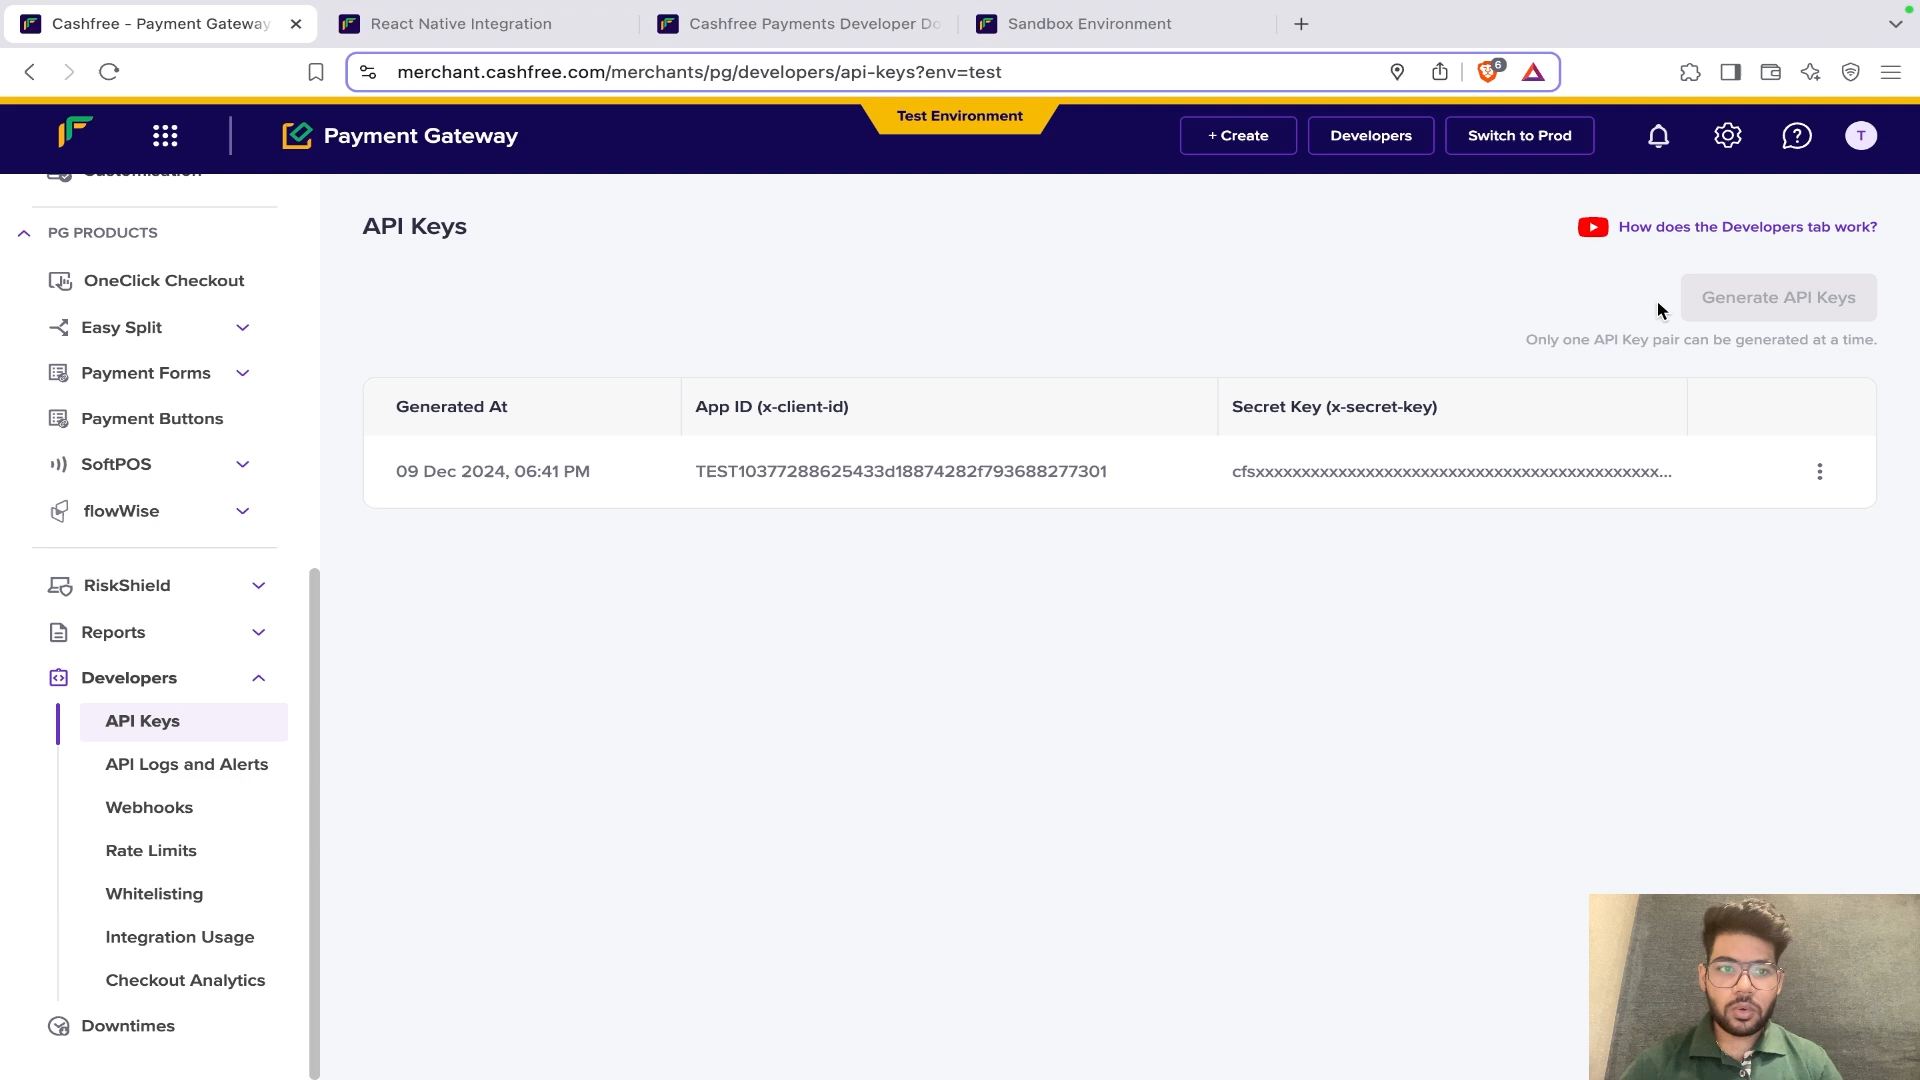 Cashfree - Payment Gateway
React Native Integration
Cashfree Payments Developer Do
Sandbox Environment
merchant.cashfree.com/merchants/pg/developers/api-keys?env=test
6
Test Environment
Payment Gateway
+ Create
Developers
Switch to Prod
T
Customisation
PG PRODUCTS
OneClick Checkout
Easy Split
Payment Forms
Payment Buttons
SoftPOS
flowWise
RiskShield
Reports
Developers
API Keys
API Logs and Alerts
Webhooks
Rate Limits
Whitelisting
Integration Usage
Checkout Analytics
Downtimes
API Keys
How does the Developers tab work?
Generate API Keys
Only one API Key pair can be generated at a time.
Generated At App ID (x-client-id) Secret Key (x-secret-key)
09 Dec 2024, 06:41 PM TEST10377288625433d18874282f793688277301 cfsxxxxxxxxxxxxxxxxxxxxxxxxxxxxxxxxxxxxxxxxxxxx...